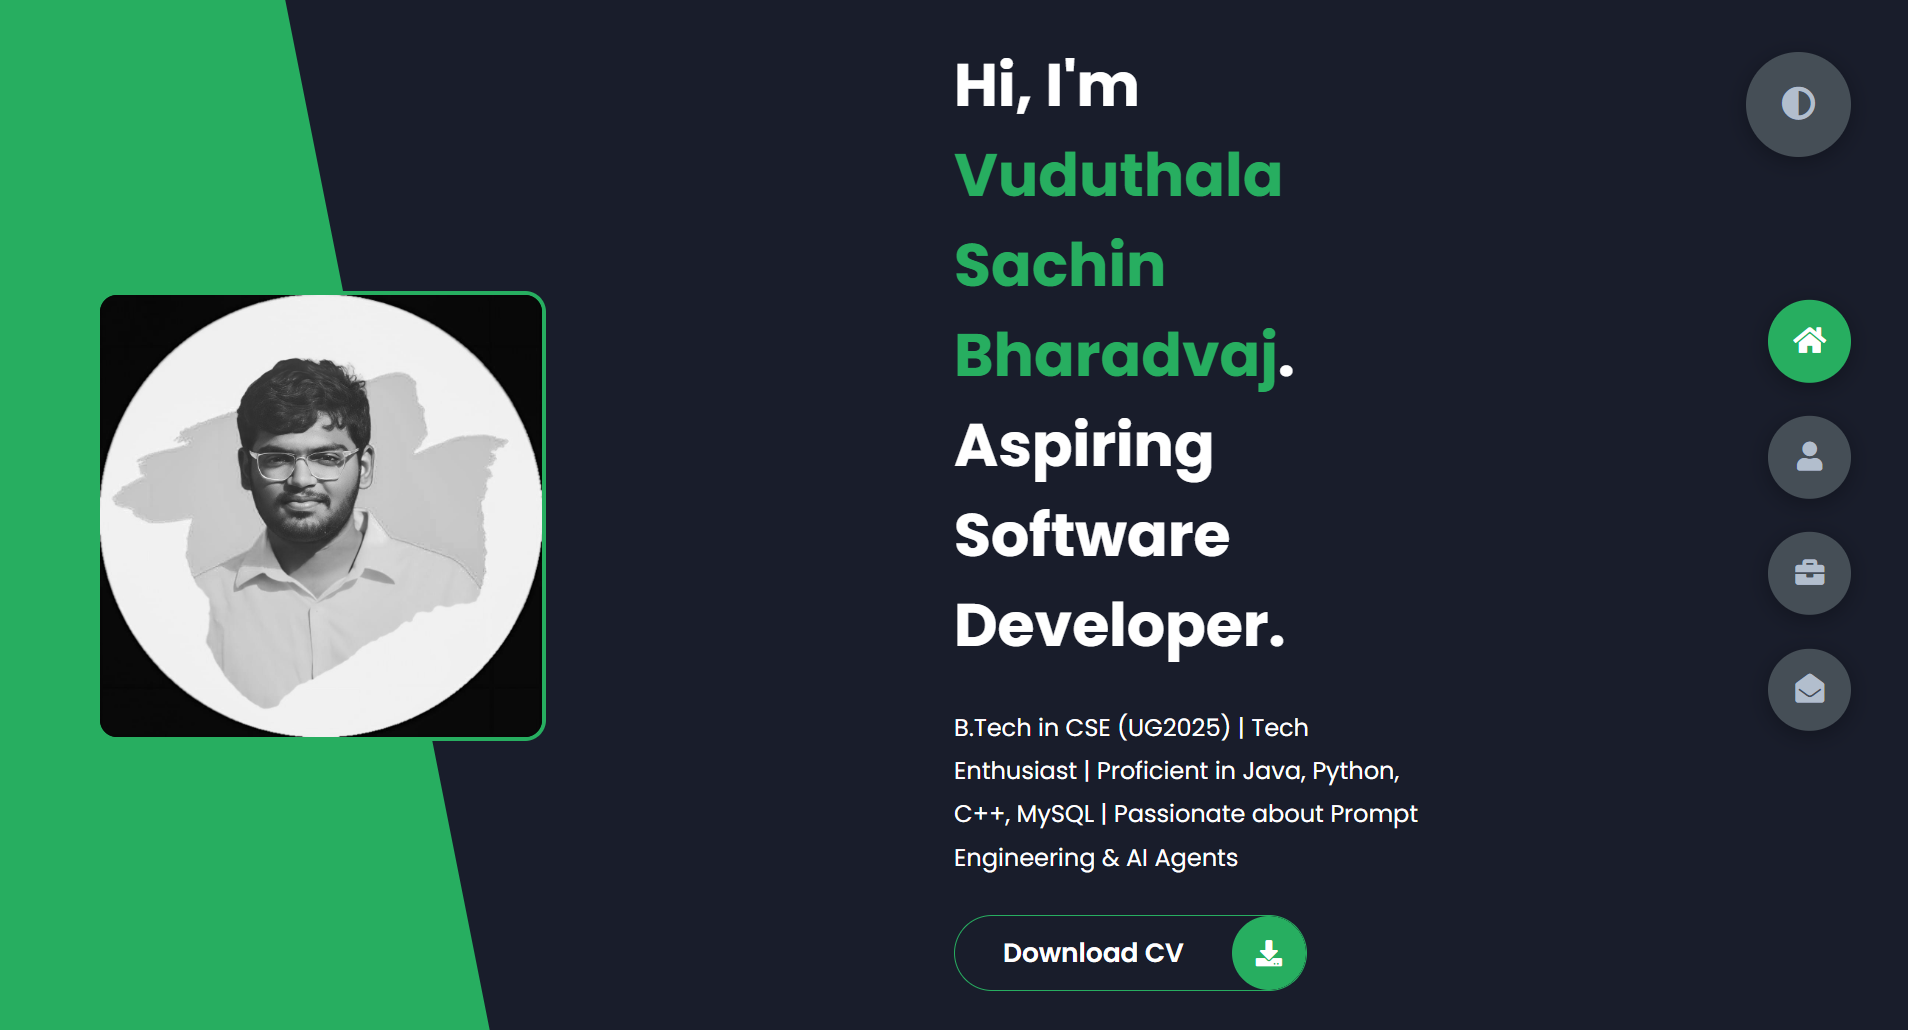 Hi, I'm
Vuduthala
Sachin
Bharadvaj.
Aspiring
Software
Developer.
B.Tech in CSE (UG2025) | Tech
Enthusiast | Proficient in Java, Python,
C++, MySQL | Passionate about Prompt
Engineering & AI Agents
Download CV